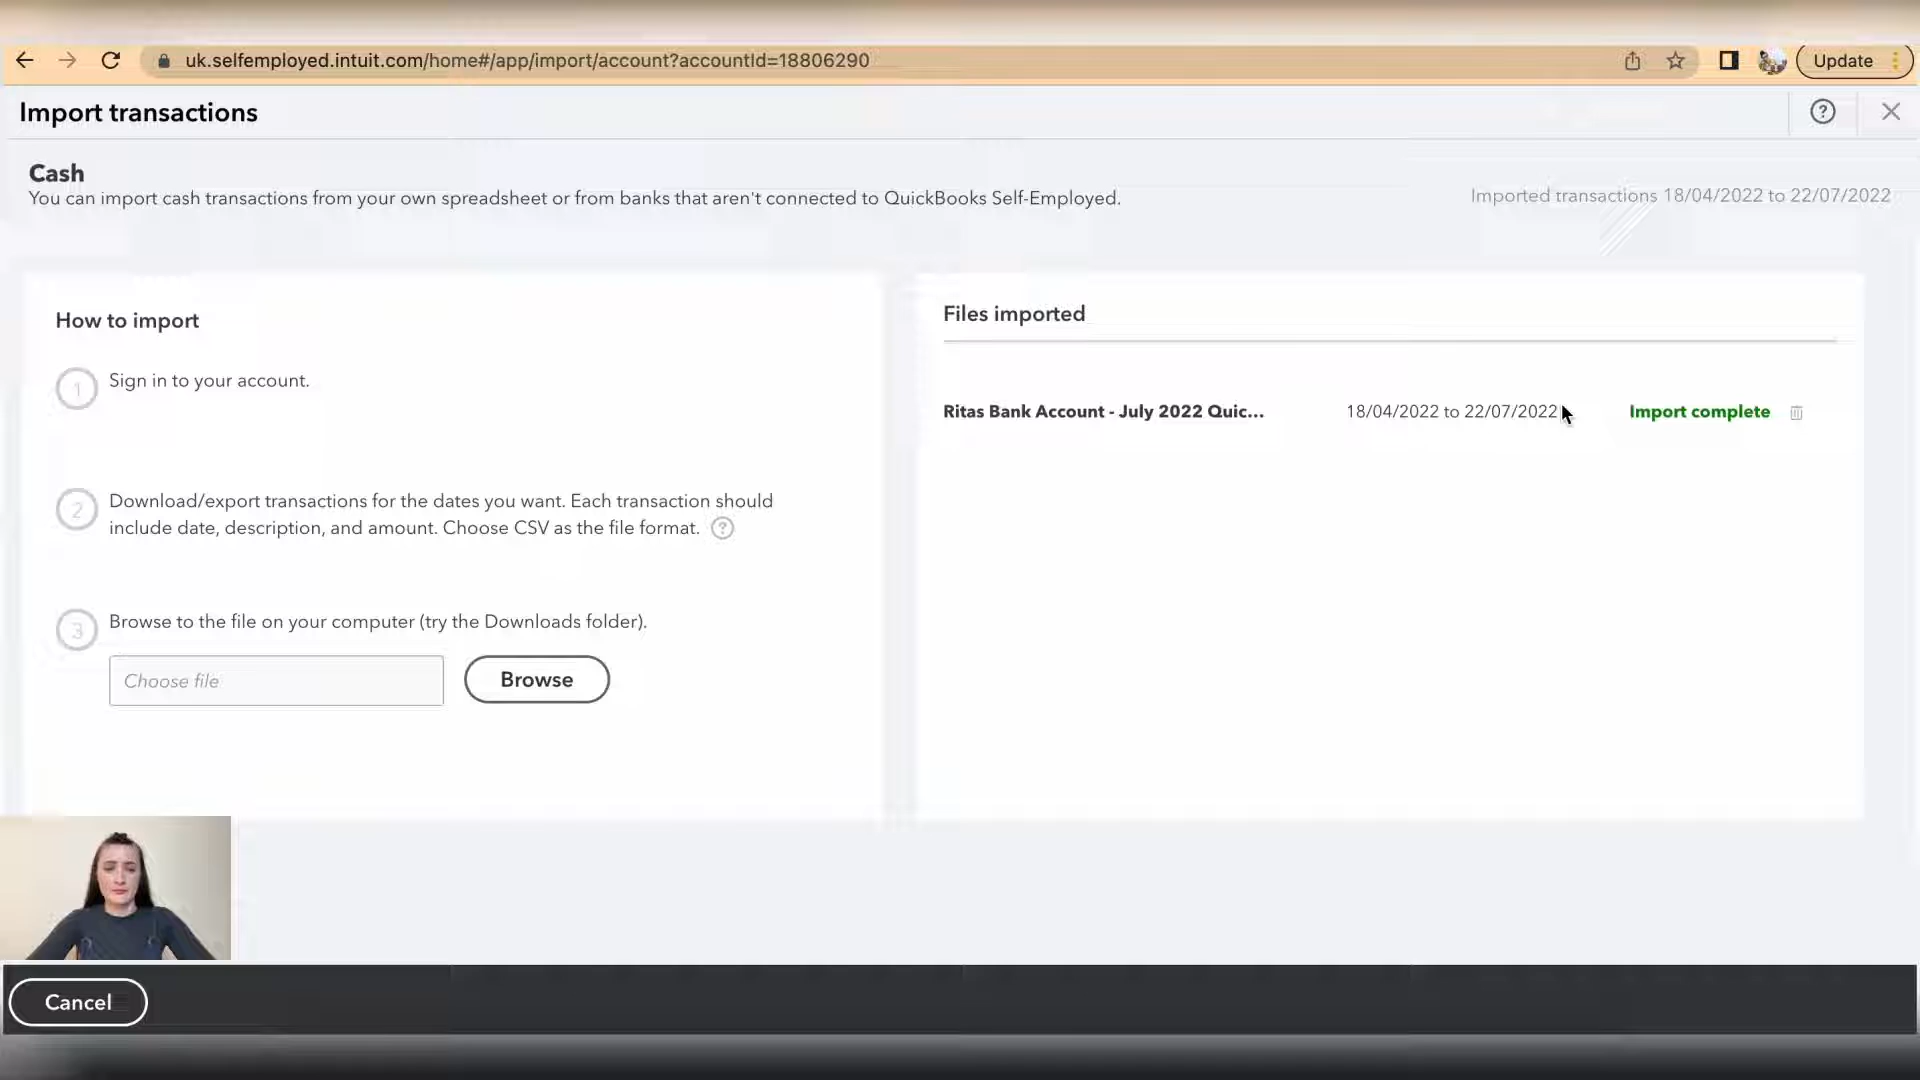 uk.selfemployed.intuit.com/home#/app/import/account?accountId=18806290
Update
Import transactions
Cash
You can import cash transactions from your own spreadsheet or from banks that aren't connected to QuickBooks Self-Employed.
Imported transactions 18/04/2022 to 22/07/2022
How to import
1 Sign in to your account.
2 Download/export transactions for the dates you want. Each transaction should
include date, description, and amount. Choose CSV as the file format. ?
3 Browse to the file on your computer (try the Downloads folder).
Choose file
Browse
Files imported
Ritas Bank Account - July 2022 Quic...
18/04/2022 to 22/07/2022
Import complete
Cancel